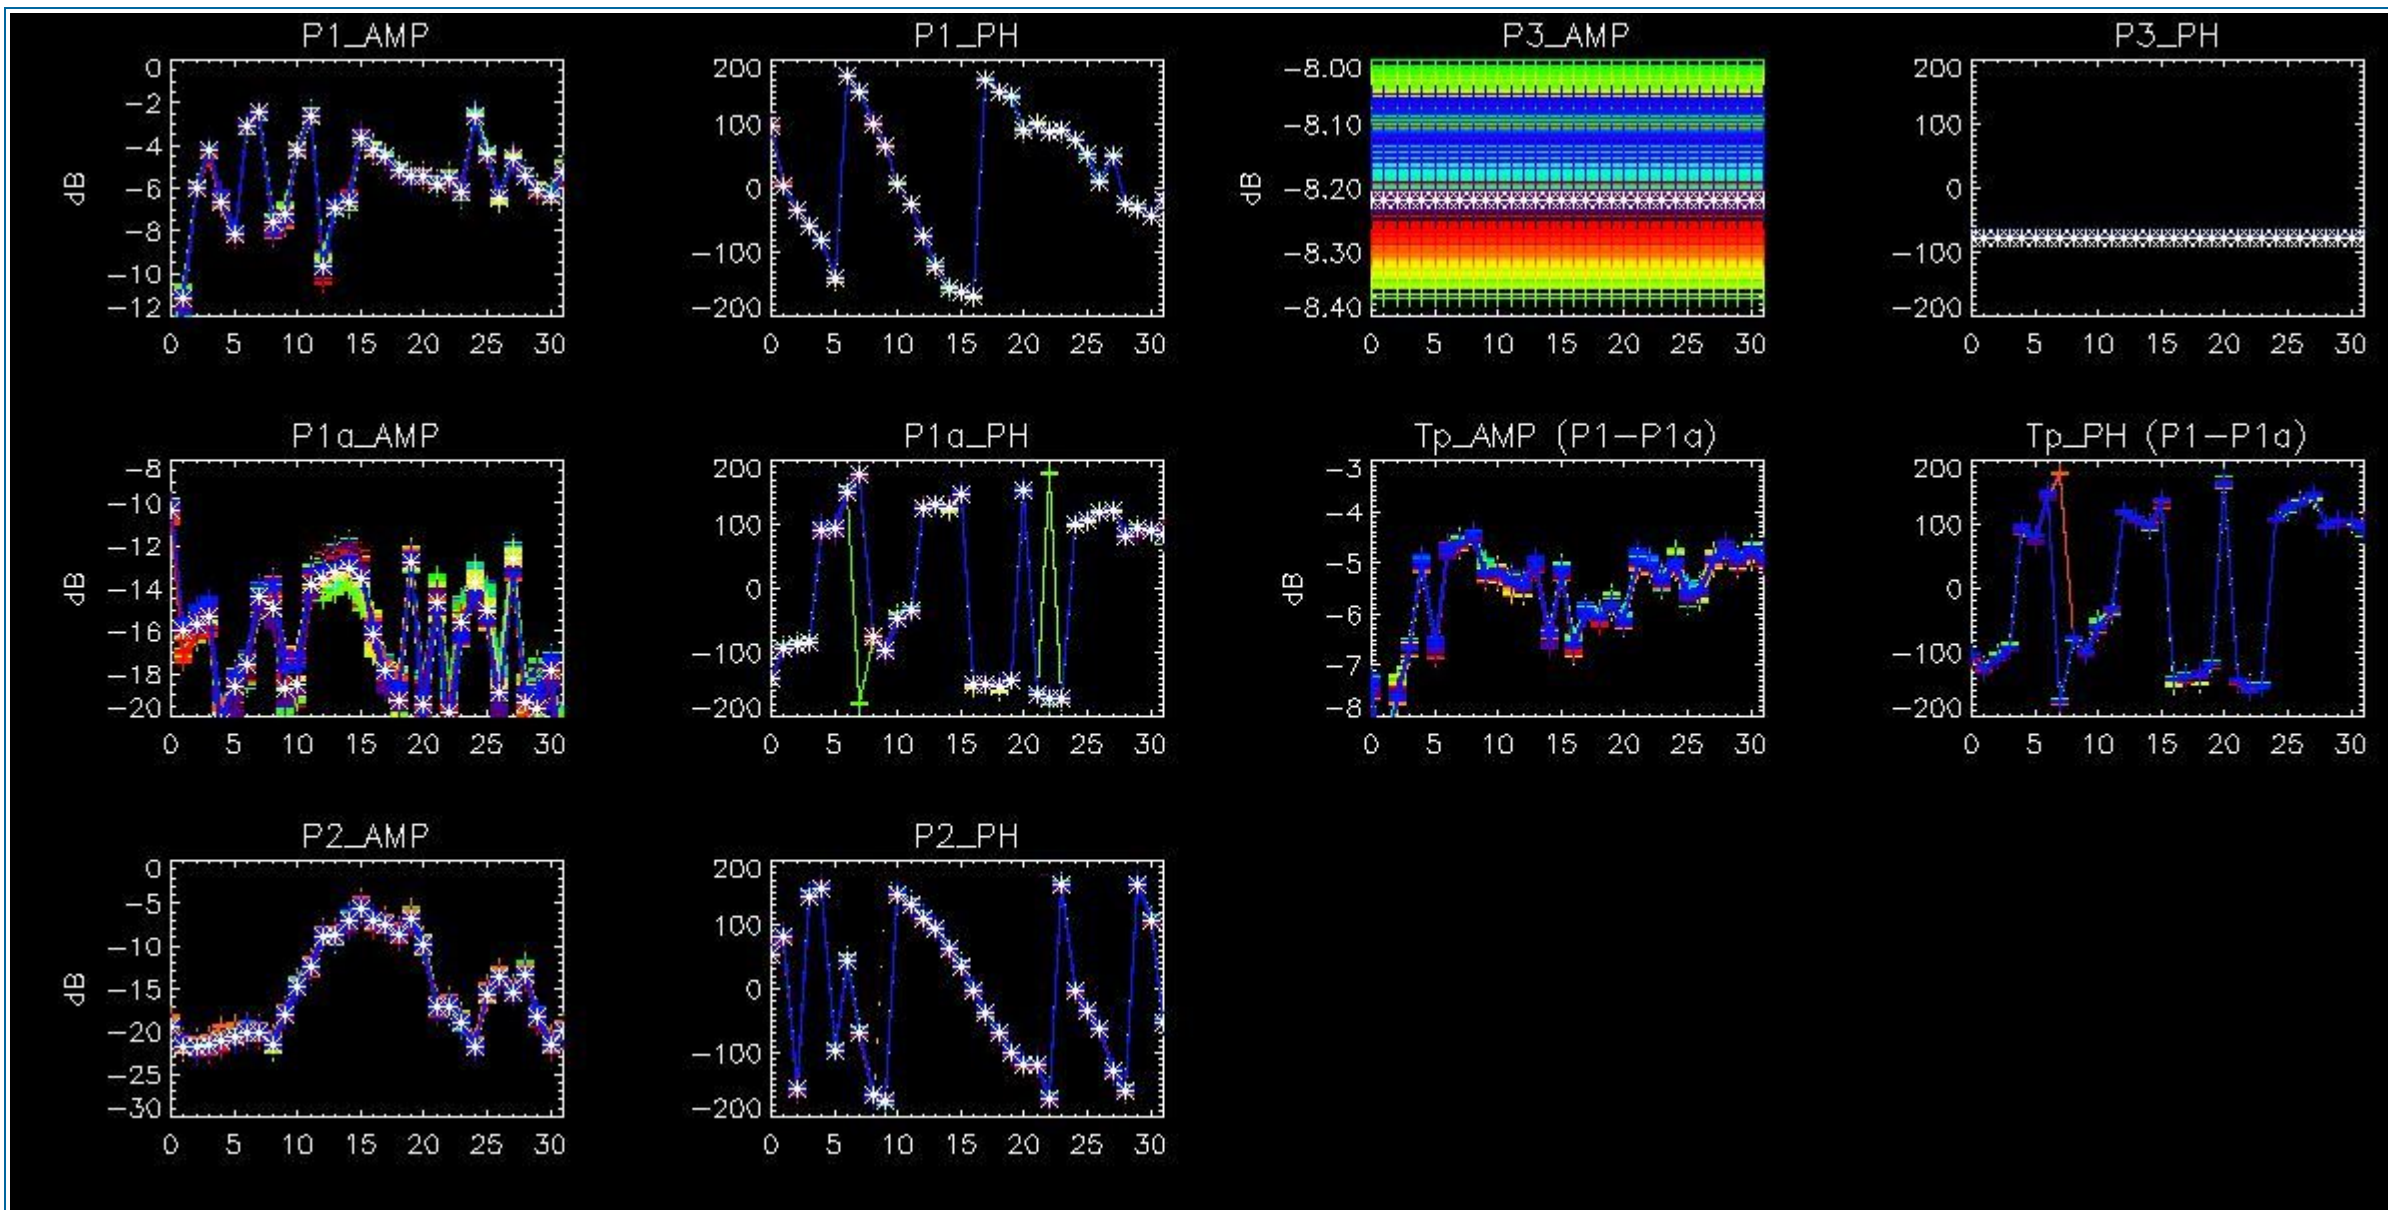 P1_AMP P1_PH P3_AMP P3_PH
0 200 -8.00 200
-2
-4 100 -8.10 100
dB -6 0 dB -8.20 0
-8
-10 -100 -8.30 -100
-12 -200 -8.40 -200
0 5 10 15 20 25 30 0 5 10 15 20 25 30 0 5 10 15 20 25 30 0 5 10 15 20 25 30
P1a_AMP P1a_PH Tp_AMP (P1-P1a) Tp_PH (P1-P1a)
-8 200 -3 200
-10 100 -4 100
-12
dB -14 0 dB -5 0
-16 -6
-18 -100 -7 -100
-20 -200 -8 -200
0 5 10 15 20 25 30 0 5 10 15 20 25 30 0 5 10 15 20 25 30 0 5 10 15 20 25 30
P2_AMP P2_PH
0 200
-5 100
-10
dB -15 0
-20 -100
-25
-30 -200
0 5 10 15 20 25 30 0 5 10 15 20 25 30